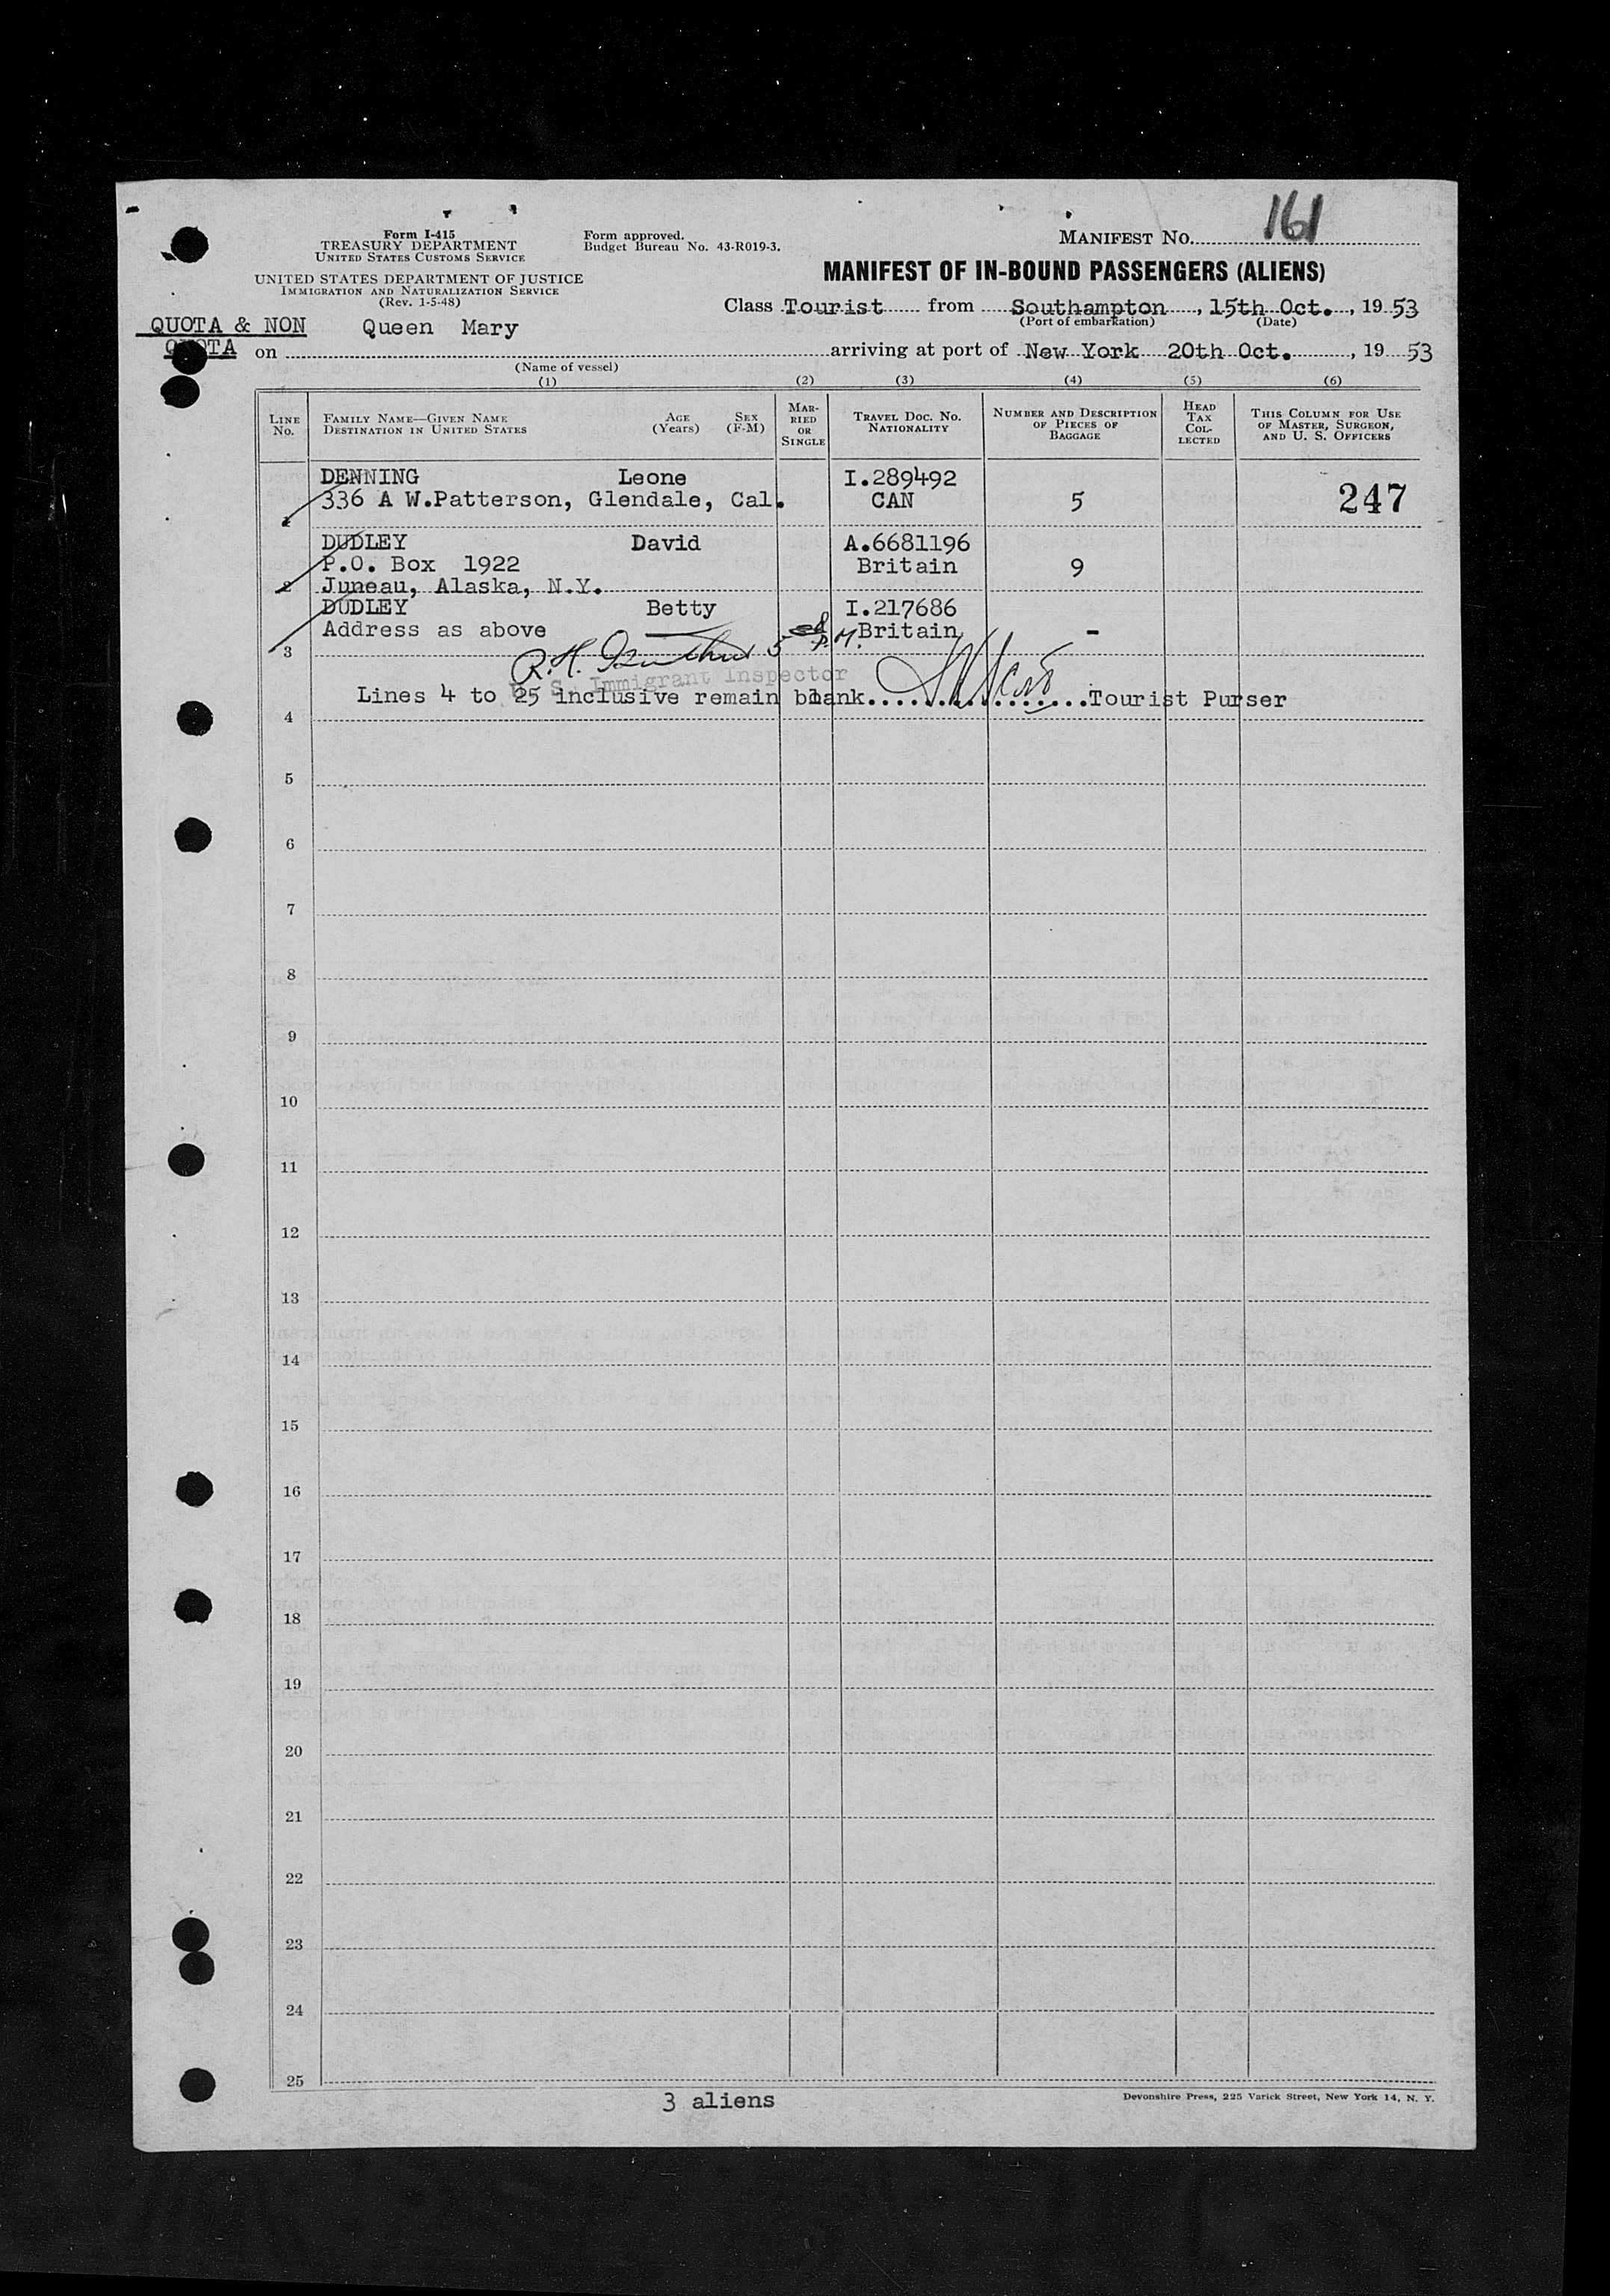 Form I-415
TREASURY DEPARTMENT
UNITED STATES CUSTOMS SERVICE
UNITED STATES DEPARTMENT OF JUSTICE
IMMIGRATION AND NATURALIZATION SERVICE
(Rev. 1-5-48)
Form approved.
Budget Bureau No. 43-R019-3.
MANIFEST NO. 161
MANIFEST OF IN-BOUND PASSENGERS (ALIENS)
Class Tourist from Southampton, 15th Oct., 19 53
(Port of embarkation) (Date)
QUOTA & NON QUOTA
on Queen Mary arriving at port of New York 20th Oct., 19 53
(Name of vessel)
(1) (2) (3) (4) (5) (6)
LINE NO.
FAMILY NAME—GIVEN NAME
DESTINATION IN UNITED STATES
AGE (Years)
SEX (F-M)
MARRIED OR SINGLE
TRAVEL DOC. NO. NATIONALITY
NUMBER AND DESCRIPTION OF PIECES OF BAGGAGE
HEAD TAX COLLECTED
THIS COLUMN FOR USE OF MASTER, SURGEON, AND U. S. OFFICERS
DENNING Leone I.289492
336 A W.Patterson, Glendale, Cal. CAN 5 247
1
DUDLEY David A.6681196
P.O. Box 1922 Britain 9
2 Juneau, Alaska, N.Y.
DUDLEY Betty I.217686
Address as above Britain -
3
R.H.
U. S. Immigrant Inspector
Lines 4 to 25 inclusive remain blank..................Tourist Purser
4
5
6
7
8
9
10
11
12
13
14
15
16
17
18
19
20
21
22
23
24
25
3 aliens
Devonshire Press, 225 Varick Street, New York 14, N. Y.